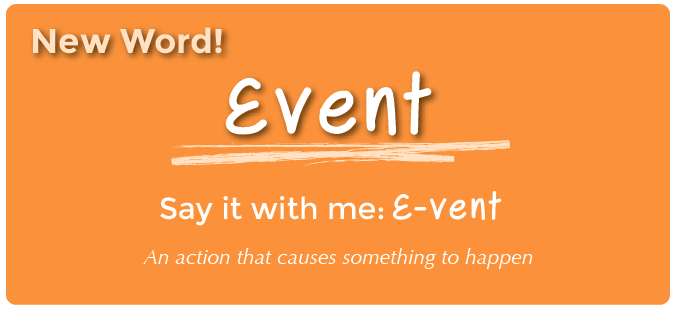 New Word!
Event
Say it with me: E-vent
An action that causes something to happen